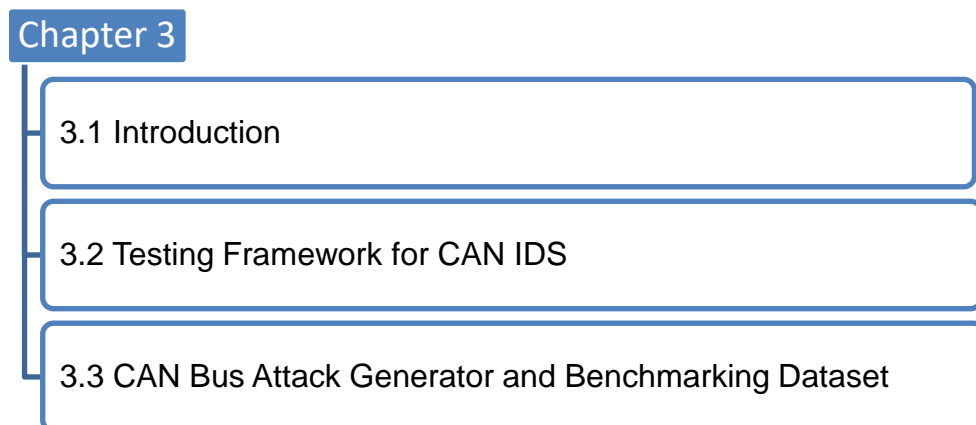 Chapter 3
3.1 Introduction
3.2 Testing Framework for CAN IDS
3.3 CAN Bus Attack Generator and Benchmarking Dataset